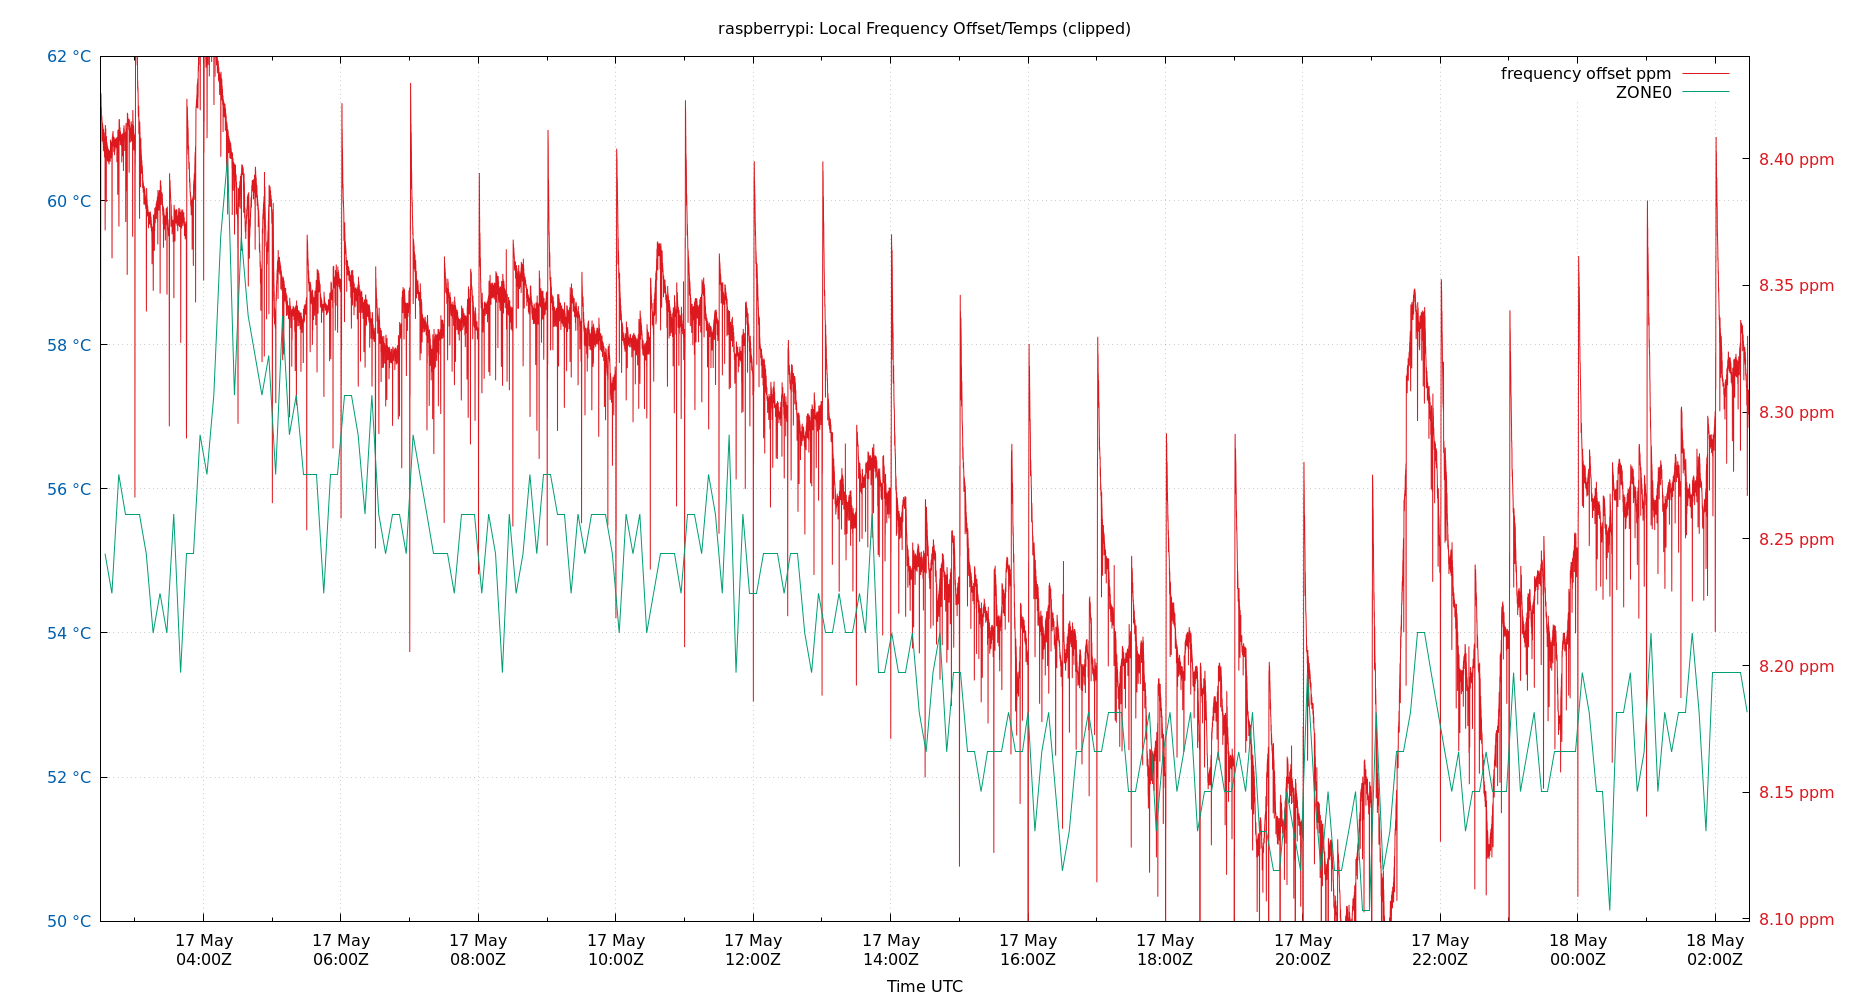 raspberrypi: Local Frequency Offset/Temps (clipped)
frequency offset ppm
ZONE0
62 °C
60 °C
58 °C
56 °C
54 °C
52 °C
50 °C
8.40 ppm
8.35 ppm
8.30 ppm
8.25 ppm
8.20 ppm
8.15 ppm
8.10 ppm
17 May 17 May 17 May 17 May 17 May 17 May 17 May 17 May 17 May 17 May 18 May 18 May
04:00Z 06:00Z 08:00Z 10:00Z 12:00Z 14:00Z 16:00Z 18:00Z 20:00Z 22:00Z 00:00Z 02:00Z
Time UTC